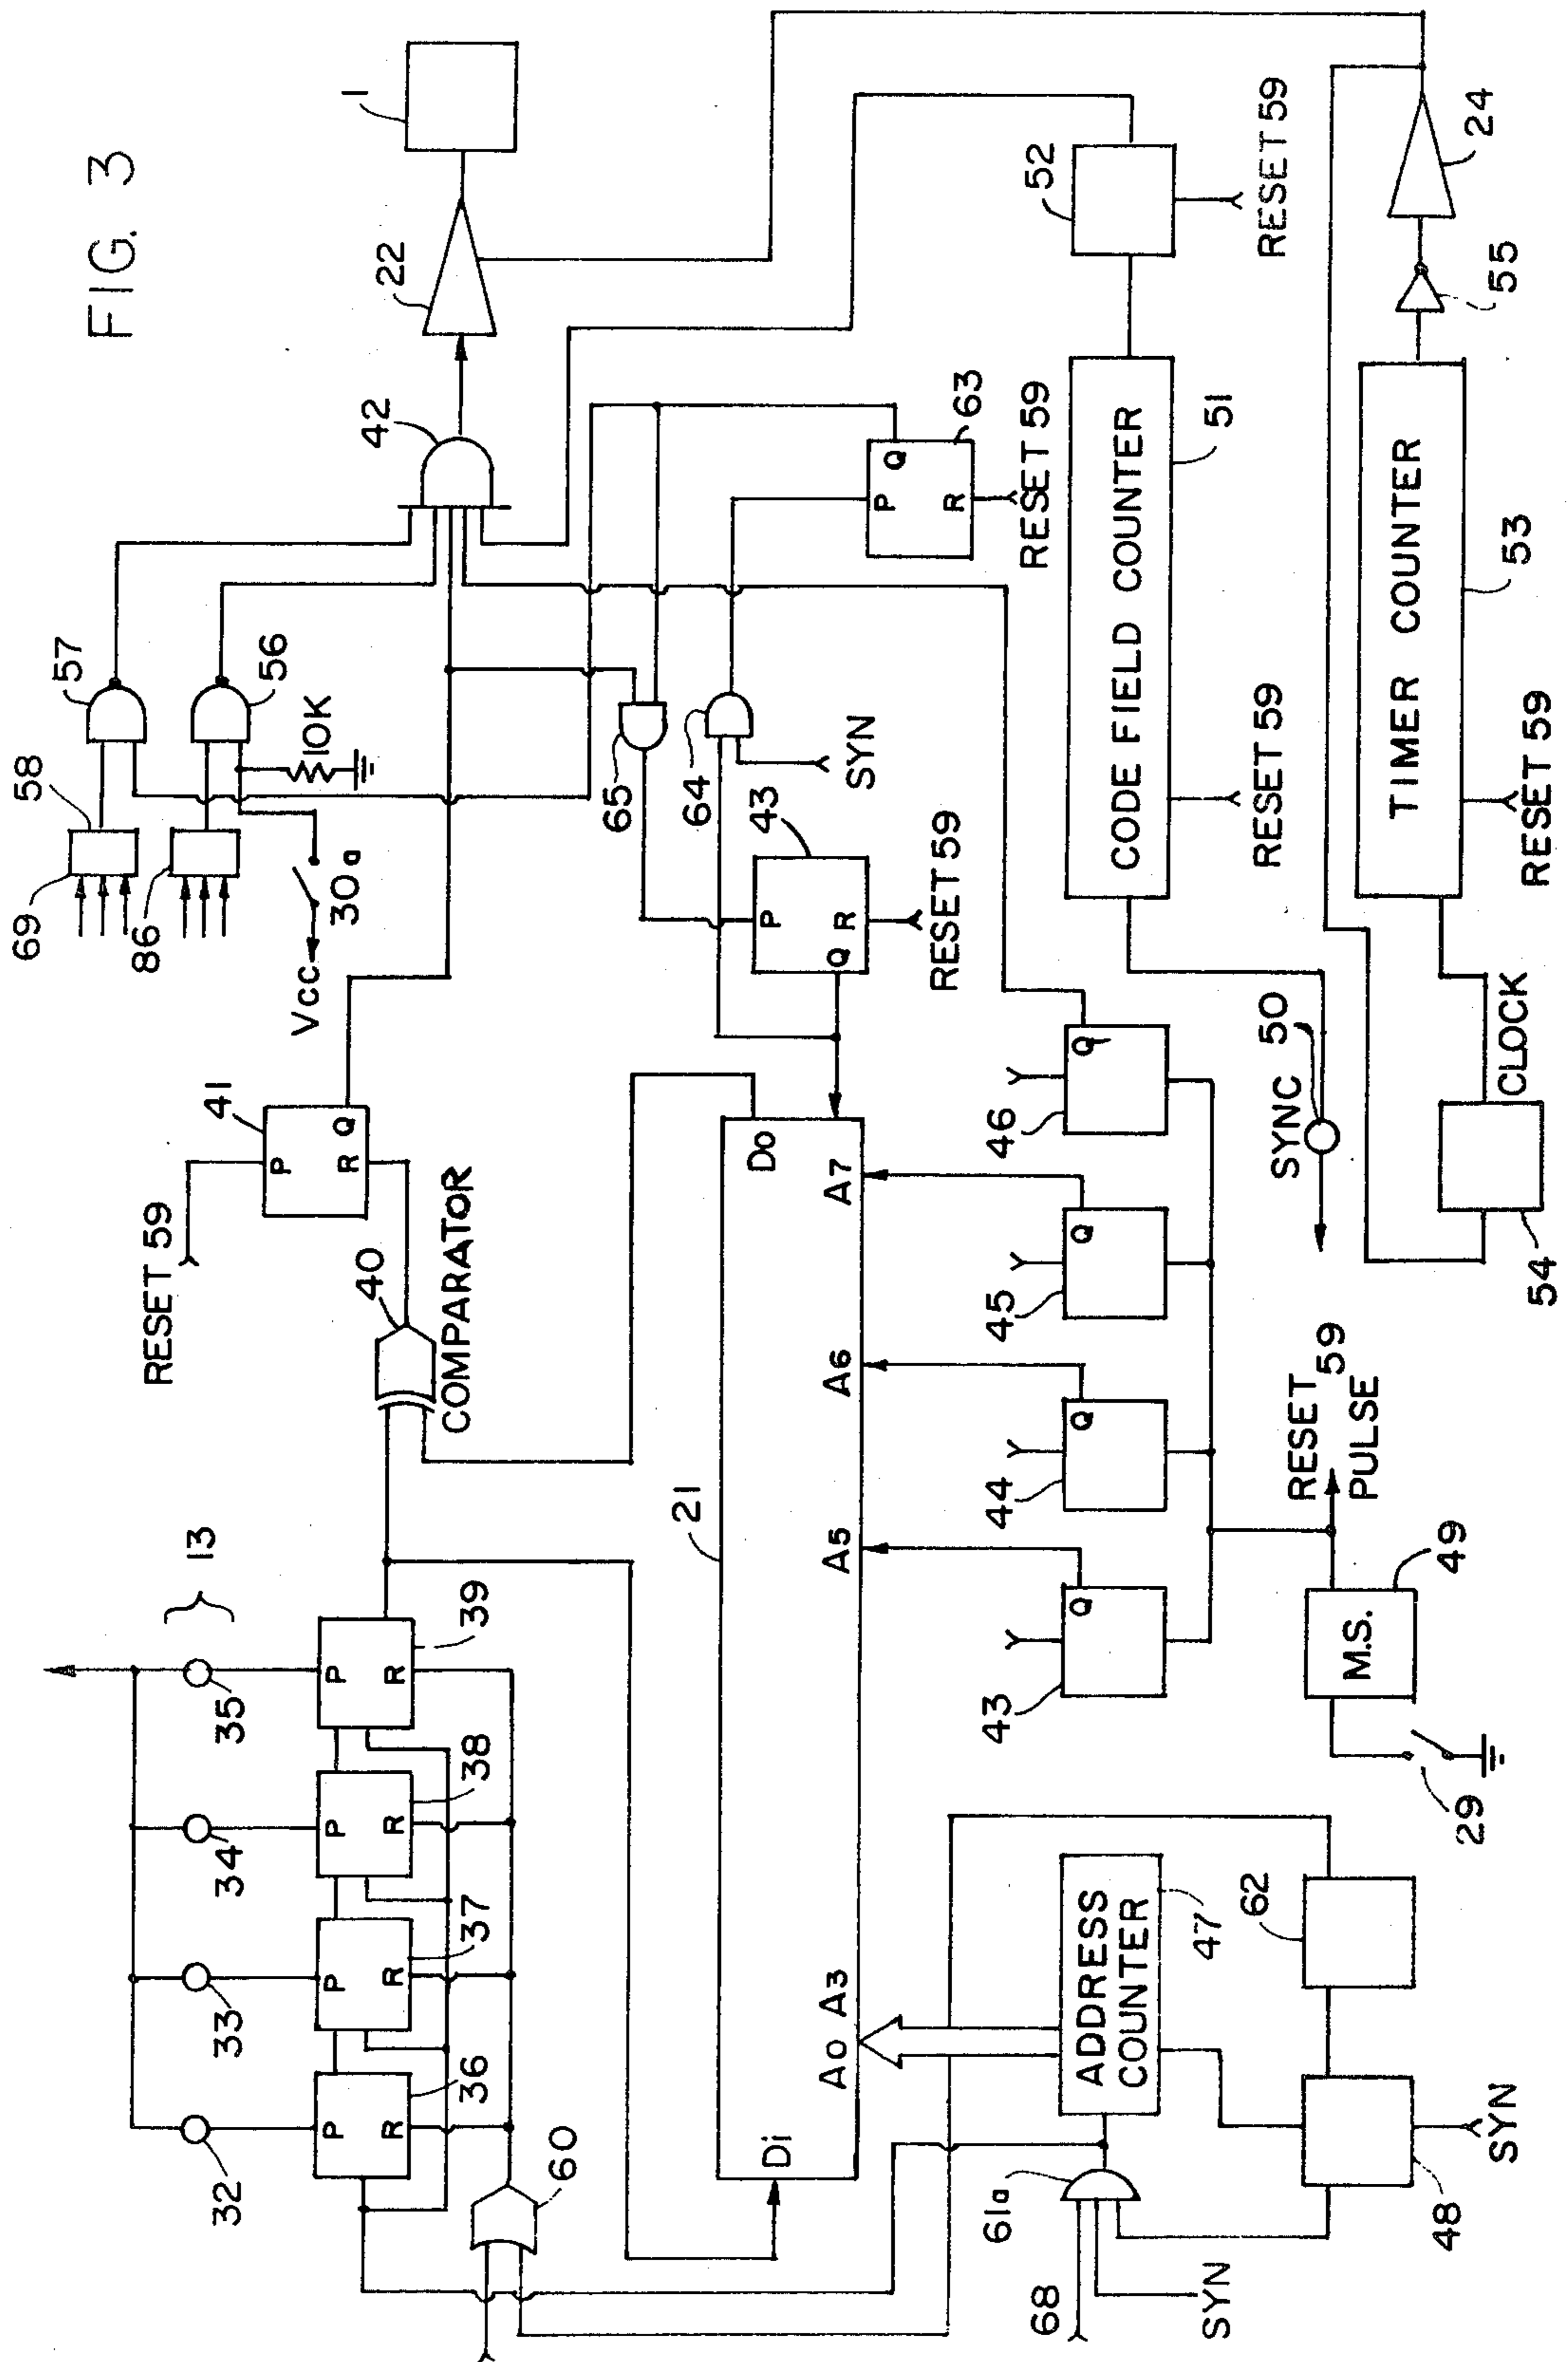 FIG. 3
1
22
42
57
56
58
69
86
10K
30a
Vcc
41
P
Q
R
RESET 59
40
COMPARATOR
13
35
34
33
32
39
38
37
36
P
R
P
R
P
R
P
R
60
21
Di
Do
A0
A3
A5
A6
A7
65
64
SYN
43
P
Q
R
RESET 59
63
P
Q
R
RESET 59
52
RESET 59
CODE FIELD COUNTER
51
RESET 59
24
55
TIMER COUNTER
53
RESET 59
CLOCK
54
SYNC 50
46
Q
45
Q
44
Q
43
Q
RESET 59
PULSE
M.S.
49
29
ADDRESS
COUNTER
47
62
48
SYN
61a
68
SYN